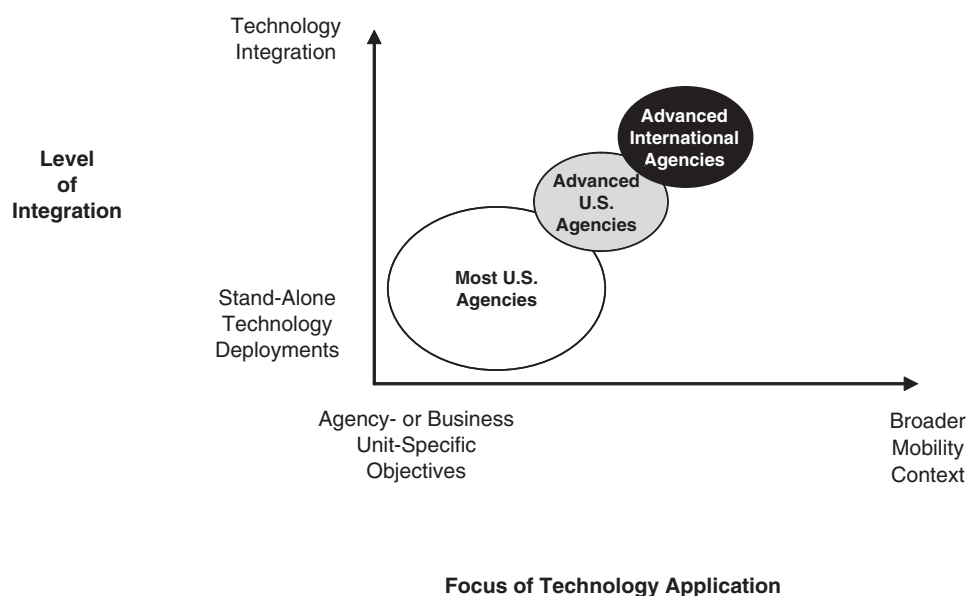 Technology
Integration
Level
of
Integration
Advanced
International
Agencies
Advanced
U.S.
Agencies
Most U.S.
Agencies
Stand-Alone
Technology
Deployments
Agency- or Business
Unit-Specific
Objectives
Broader
Mobility
Context
Focus of Technology Application